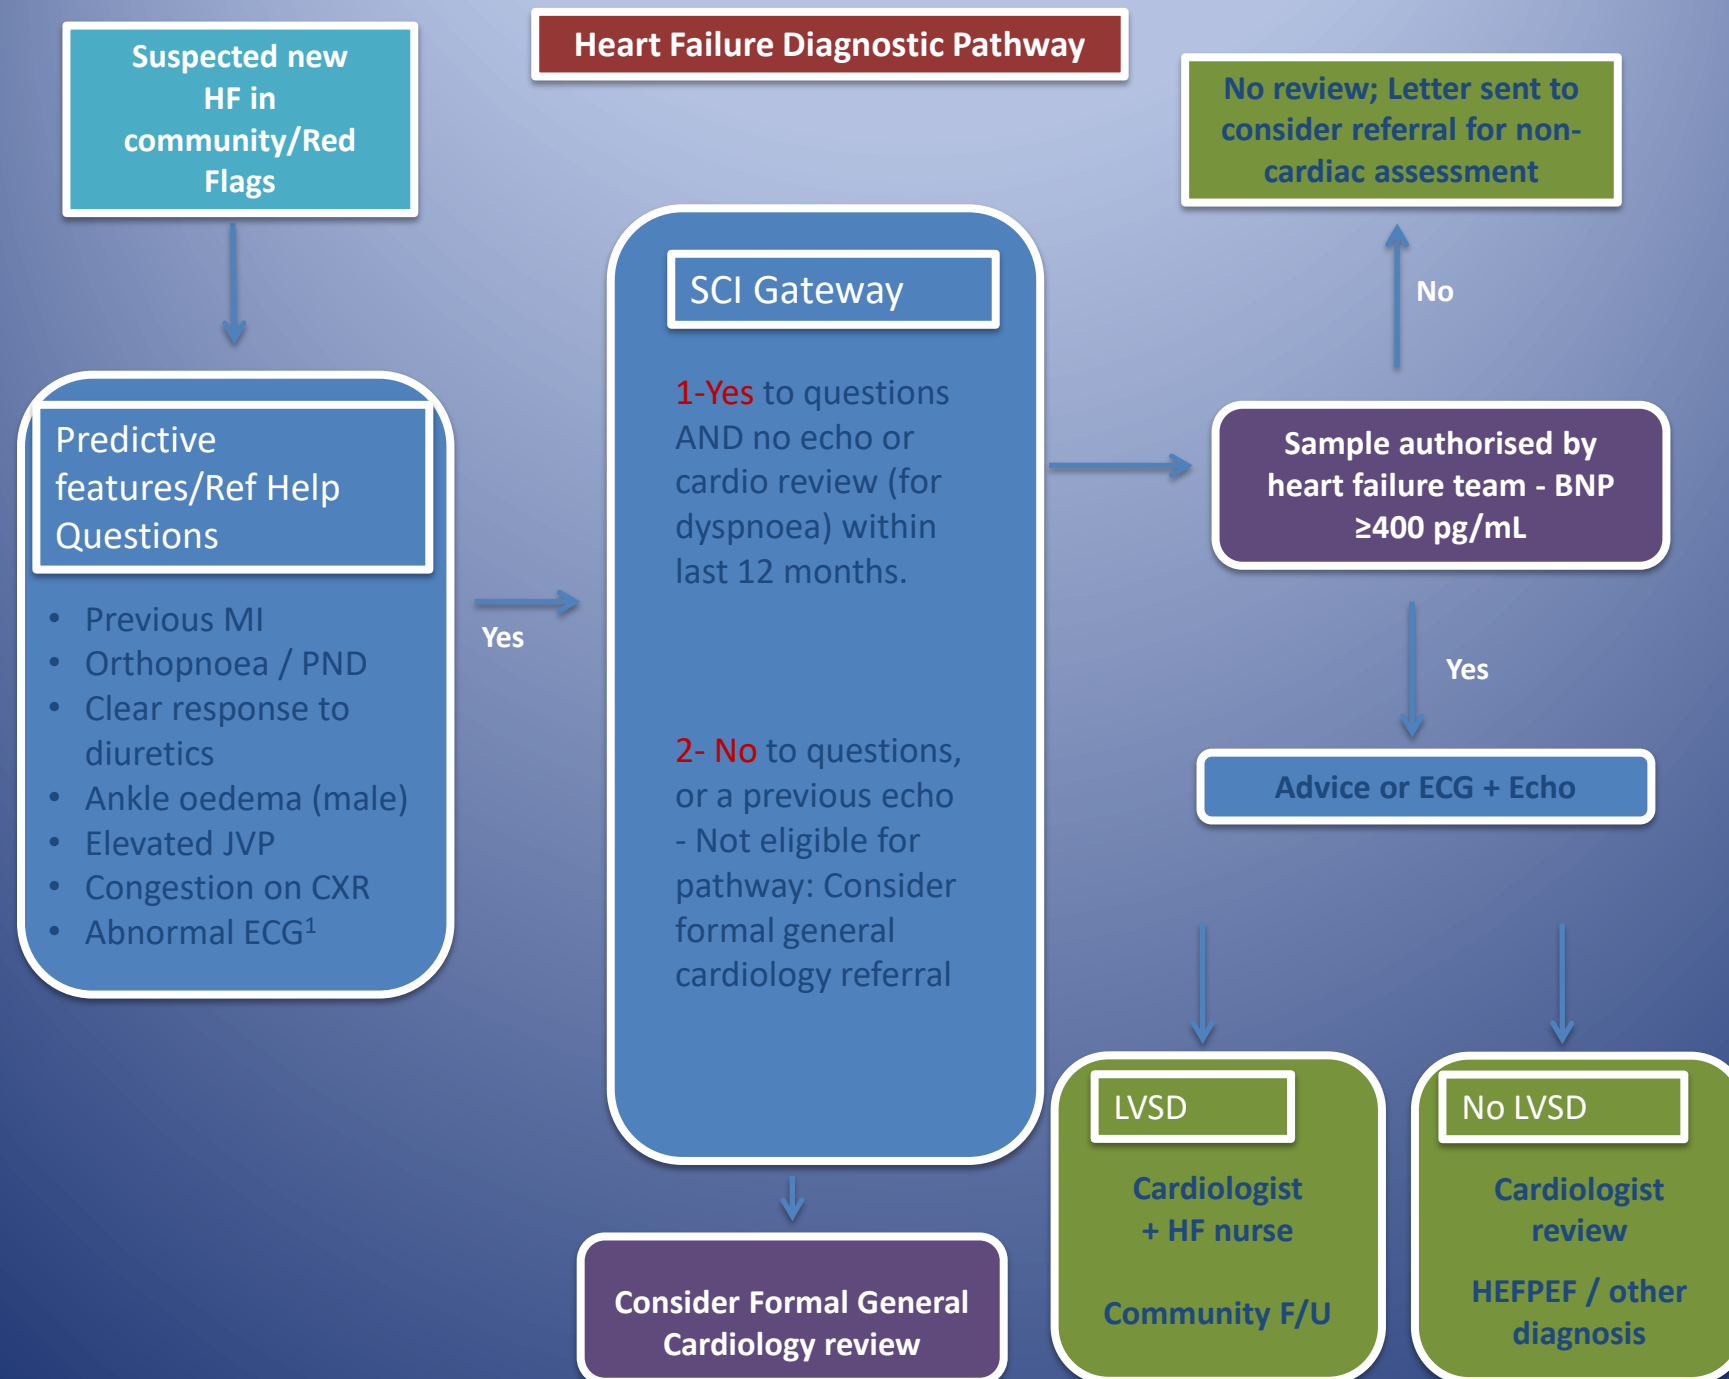 Heart Failure Diagnostic Pathway
Suspected new
HF in
community/Red
Flags
Predictive
features/Ref Help
Questions
• Previous MI
• Orthopnoea / PND
• Clear response to
diuretics
• Ankle oedema (male)
• Elevated JVP
• Congestion on CXR
• Abnormal ECG¹
Yes
SCI Gateway
1-Yes to questions
AND no echo or
cardio review (for
dyspnoea) within
last 12 months.
2- No to questions,
or a previous echo
- Not eligible for
pathway: Consider
formal general
cardiology referral
Consider Formal General
Cardiology review
No review; Letter sent to
consider referral for non-
cardiac assessment
No
Sample authorised by
heart failure team - BNP
≥400 pg/mL
Yes
Advice or ECG + Echo
LVSD
Cardiologist
+ HF nurse
Community F/U
No LVSD
Cardiologist
review
HEFPEF / other
diagnosis